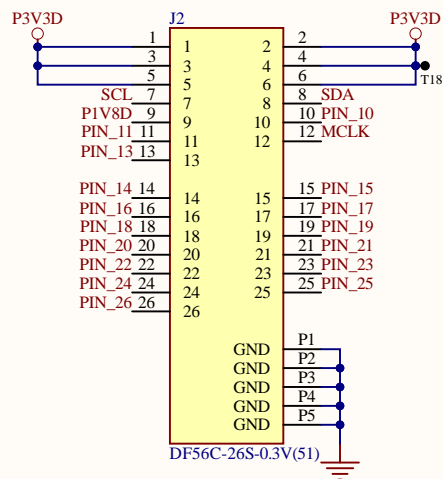 P3V3D J2 P3V3D
1 1 2 2
3 3 4 4 T18
5 5 6 6
SCL 7 7 8 8 SDA
P1V8D 9 9 10 10 PIN_10
PIN_11 11 11 12 12 MCLK
PIN_13 13 13
PIN_14 14 14 15 15 PIN_15
PIN_16 16 16 17 17 PIN_17
PIN_18 18 18 19 19 PIN_19
PIN_20 20 20 21 21 PIN_21
PIN_22 22 22 23 23 PIN_23
PIN_24 24 24 25 25 PIN_25
PIN_26 26 26
GND P1
GND P2
GND P3
GND P4
GND P5
DF56C-26S-0.3V(51)